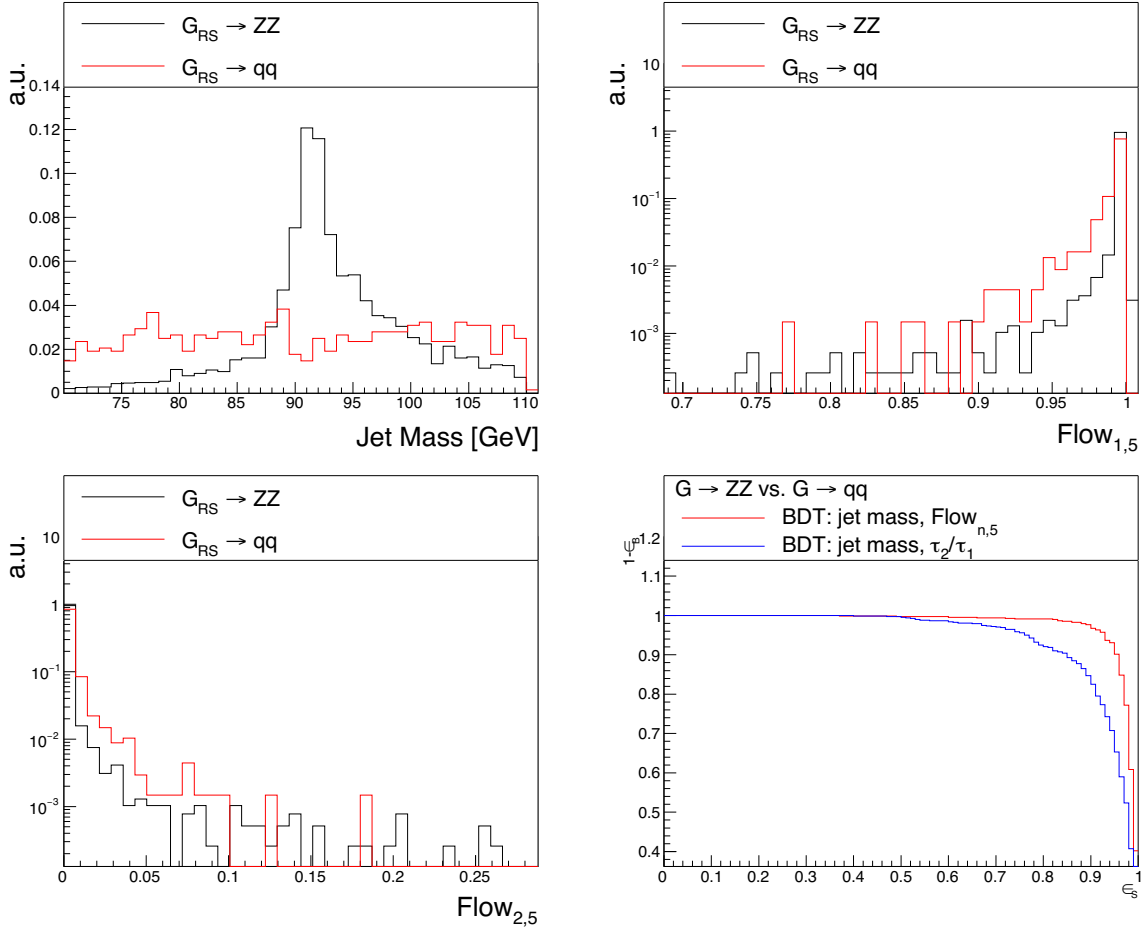 G_RS → ZZ
G_RS → qq
a.u.
0.14
0.12
0.1
0.08
0.06
0.04
0.02
0
75 80 85 90 95 100 105 110
Jet Mass [GeV]
G_RS → ZZ
G_RS → qq
a.u.
10
1
10⁻¹
10⁻²
10⁻³
0.7 0.75 0.8 0.85 0.9 0.95 1
Flow_1,5
G_RS → ZZ
G_RS → qq
a.u.
10
1
10⁻¹
10⁻²
10⁻³
0 0.05 0.1 0.15 0.2 0.25
Flow_2,5
G → ZZ vs. G → qq
BDT: jet mass, Flow_n,5
BDT: jet mass, τ_2/τ_1
1.2
1.1
1
0.9
0.8
0.7
0.6
0.5
0.4
0 0.1 0.2 0.3 0.4 0.5 0.6 0.7 0.8 0.9 1
∈_s